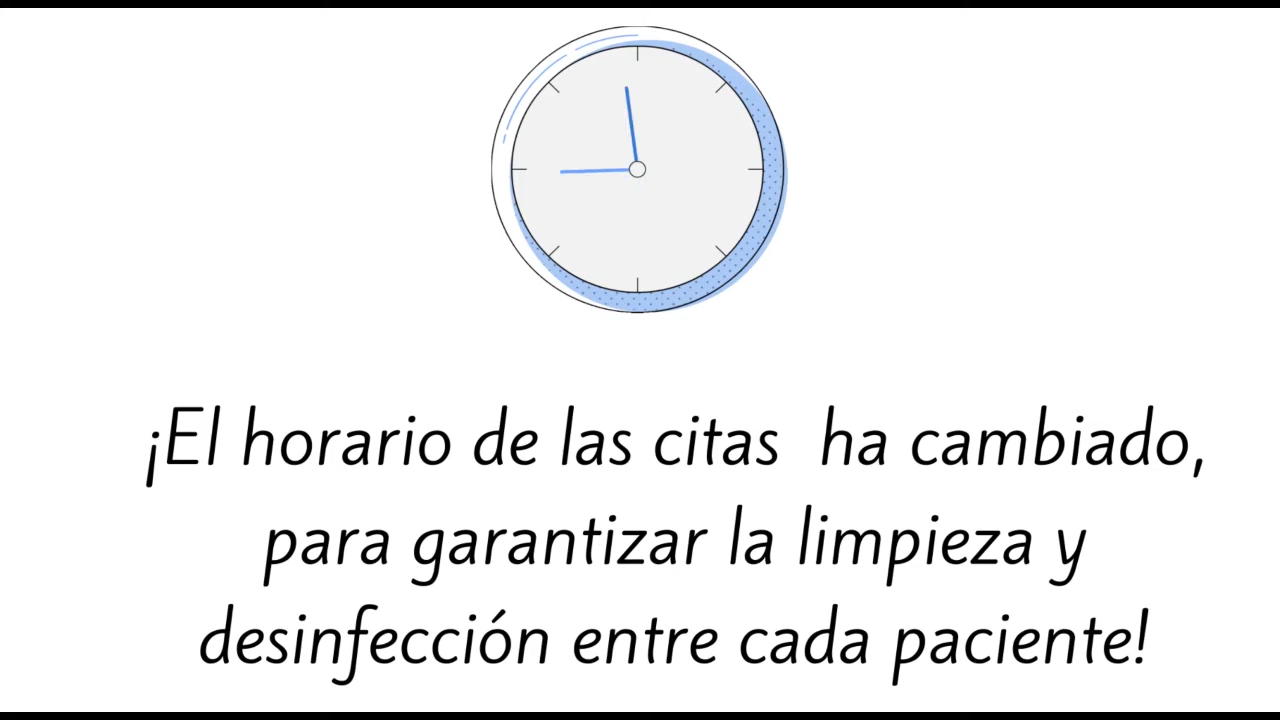 ¡El horario de las citas  ha cambiado,
para garantizar la limpieza y
desinfección entre cada paciente!